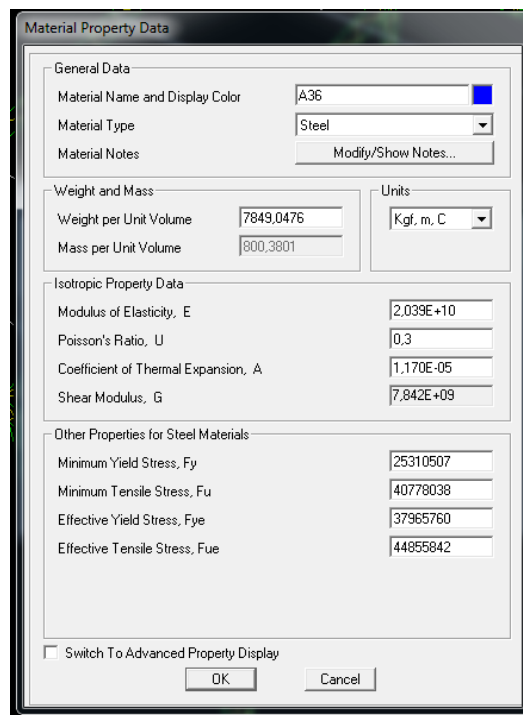 Material Property Data
General Data
Material Name and Display Color A36
Material Type Steel
Material Notes Modify/Show Notes...
Weight and Mass
Weight per Unit Volume 7849,0476
Mass per Unit Volume 800,3801
Units
Kgf, m, C
Isotropic Property Data
Modulus of Elasticity, E 2,039E+10
Poisson's Ratio, U 0,3
Coefficient of Thermal Expansion, A 1,170E-05
Shear Modulus, G 7,842E+09
Other Properties for Steel Materials
Minimum Yield Stress, Fy 25310507
Minimum Tensile Stress, Fu 40778038
Effective Yield Stress, Fye 37965760
Effective Tensile Stress, Fue 44855842
Switch To Advanced Property Display
OK Cancel